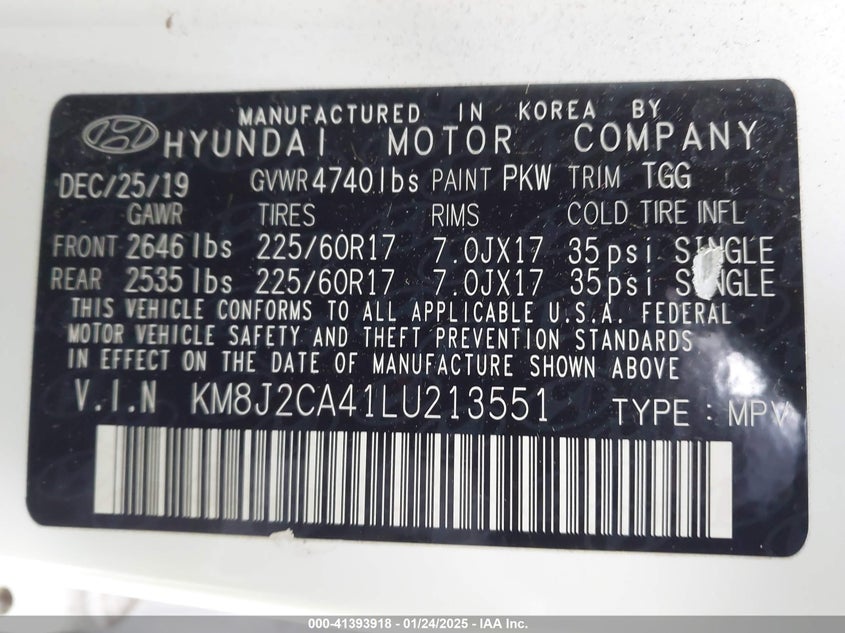 MANUFACTURED IN KOREA BY
HYUNDAI MOTOR COMPANY
DEC/25/19 GVWR 4740lbs PAINT PKW TRIM TGG
GAWR TIRES RIMS COLD TIRE INFL
FRONT 2646 lbs 225/60R17 7.0JX17 35psi SINGLE
REAR 2535 lbs 225/60R17 7.0JX17 35psi SINGLE
THIS VEHICLE CONFORMS TO ALL APPLICABLE U.S.A. FEDERAL
MOTOR VEHICLE SAFETY AND THEFT PREVENTION STANDARDS
IN EFFECT ON THE DATE OF MANUFACTURE SHOWN ABOVE
V.I.N KM8J2CA41LU213551 TYPE : MPV
000-41393918 - 01/24/2025 - IAA Inc.